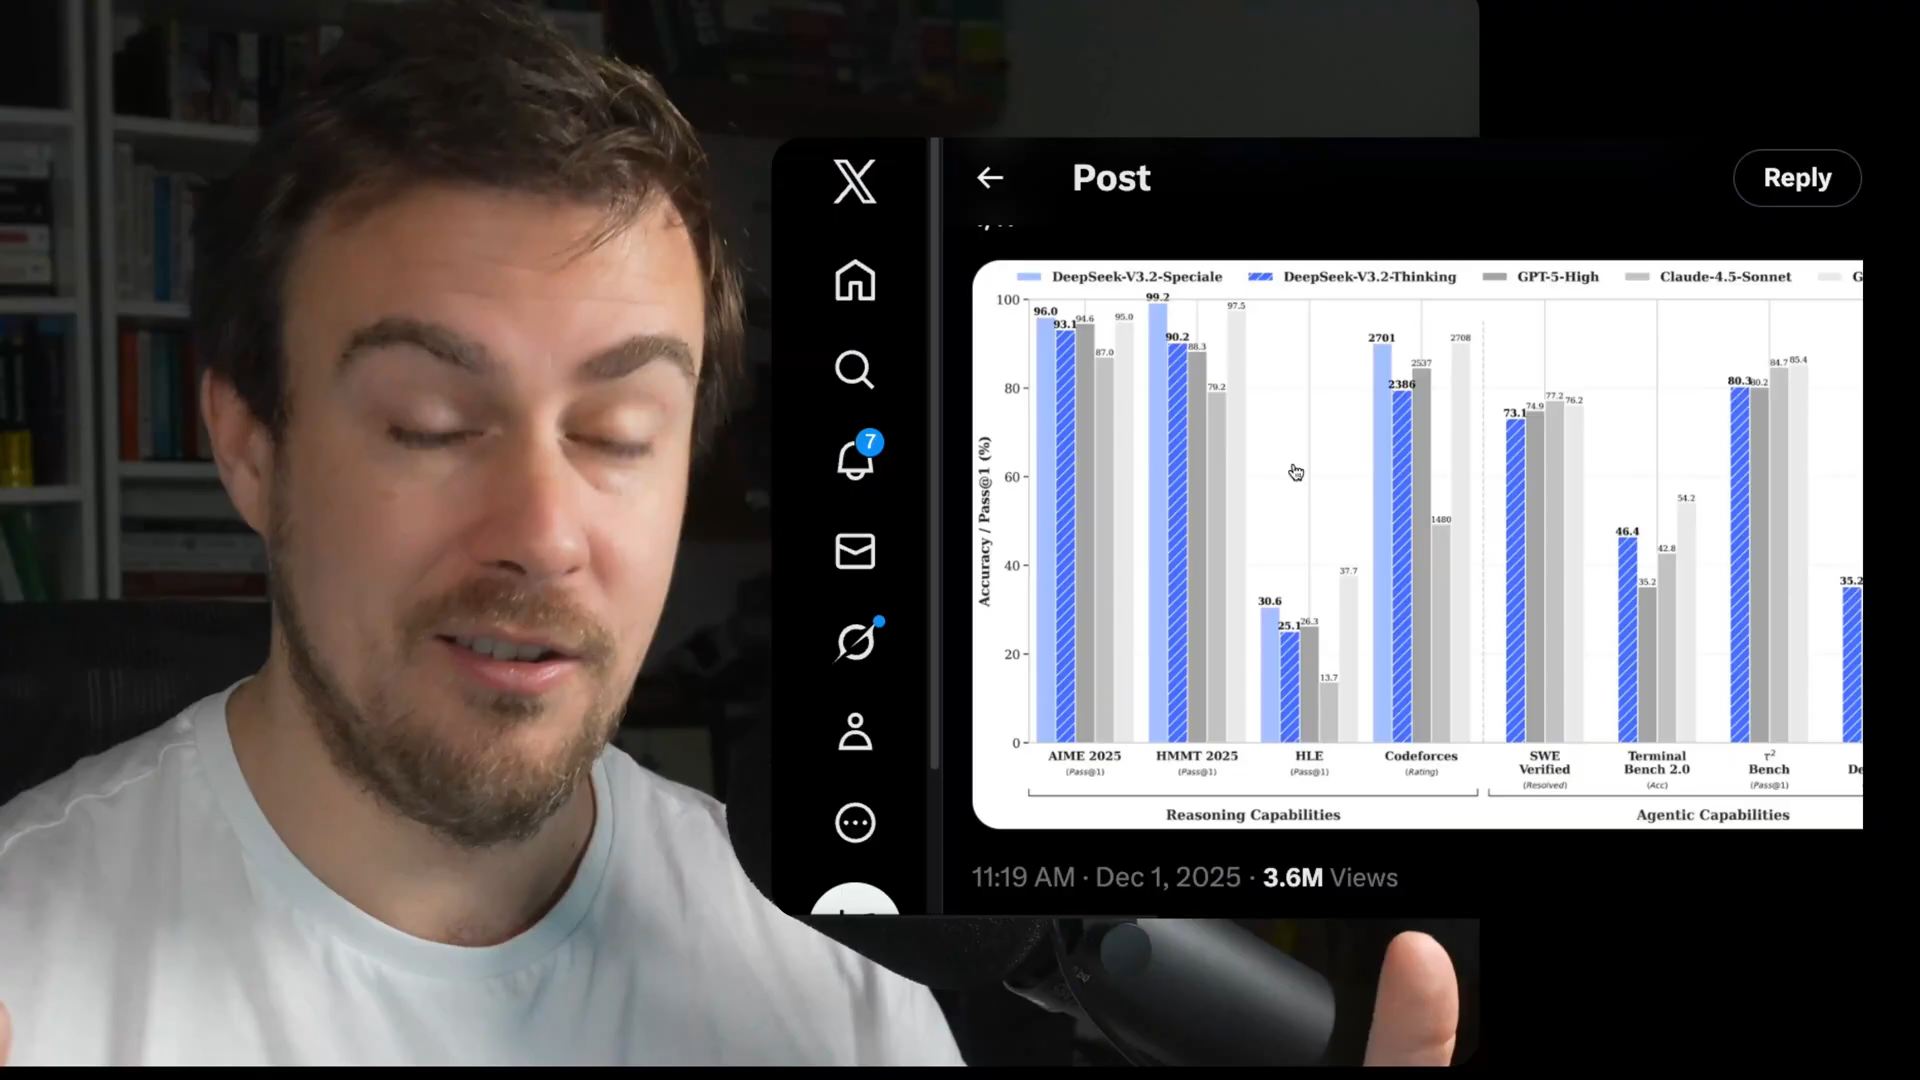 Post
Reply
7
DeepSeek-V3.2-Speciale DeepSeek-V3.2-Thinking GPT-5-High Claude-4.5-Sonnet G
Accuracy / Pass@1 (%)
100
80
60
40
20
0
96.0 93.1 94.6 87.0 95.0
99.2 90.2 88.3 79.2 97.5
30.6 25.1 26.3 13.7 37.7
2701 2386 2537 1480 2708
73.1 74.9 77.2 76.2
46.4 35.2 42.8 54.2
80.3 80.2 84.7 85.4
35.2
AIME 2025
(Pass@1)
HMMT 2025
(Pass@1)
HLE
(Pass@1)
Codeforces
(Rating)
SWE
Verified
(Resolved)
Terminal
Bench 2.0
(Acc)
τ2
Bench
(Pass@1)
De
Reasoning Capabilities
Agentic Capabilities
11:19 AM · Dec 1, 2025 · 3.6M Views